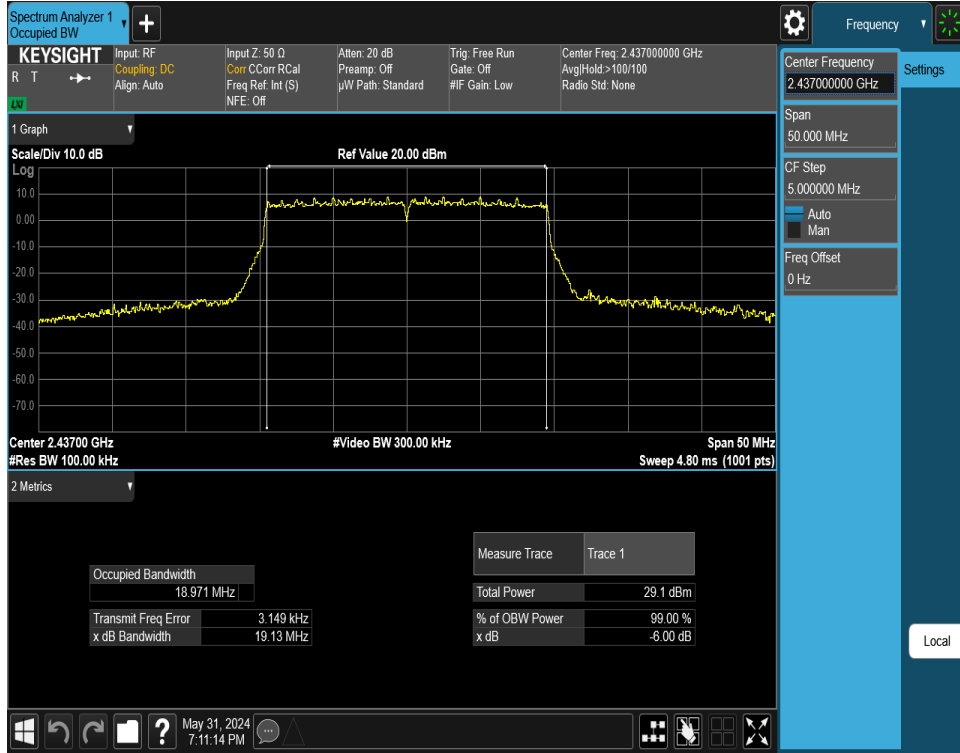 Spectrum Analyzer 1
Occupied BW
+
Frequency
KEYSIGHT
R T
LXI
Input: RF
Coupling: DC
Align: Auto
Input Z: 50 Ω
Corr CCorr RCal
Freq Ref: Int (S)
NFE: Off
Atten: 20 dB
Preamp: Off
µW Path: Standard
Trig: Free Run
Gate: Off
#IF Gain: Low
Center Freq: 2.437000000 GHz
Avg|Hold:>100/100
Radio Std: None
Center Frequency
2.437000000 GHz
Settings
Span
50.000 MHz
CF Step
5.000000 MHz
Auto
Man
Freq Offset
0 Hz
Local
1 Graph
Scale/Div 10.0 dB
Ref Value 20.00 dBm
Log
10.0
0.00
-10.0
-20.0
-30.0
-40.0
-50.0
-60.0
-70.0
Center 2.43700 GHz
#Video BW 300.00 kHz
Span 50 MHz
#Res BW 100.00 kHz
Sweep 4.80 ms (1001 pts)
2 Metrics
Measure Trace Trace 1
Occupied Bandwidth
18.971 MHz
Total Power 29.1 dBm
Transmit Freq Error 3.149 kHz
% of OBW Power 99.00 %
x dB Bandwidth 19.13 MHz
x dB -6.00 dB
?
May 31, 2024
7:11:14 PM